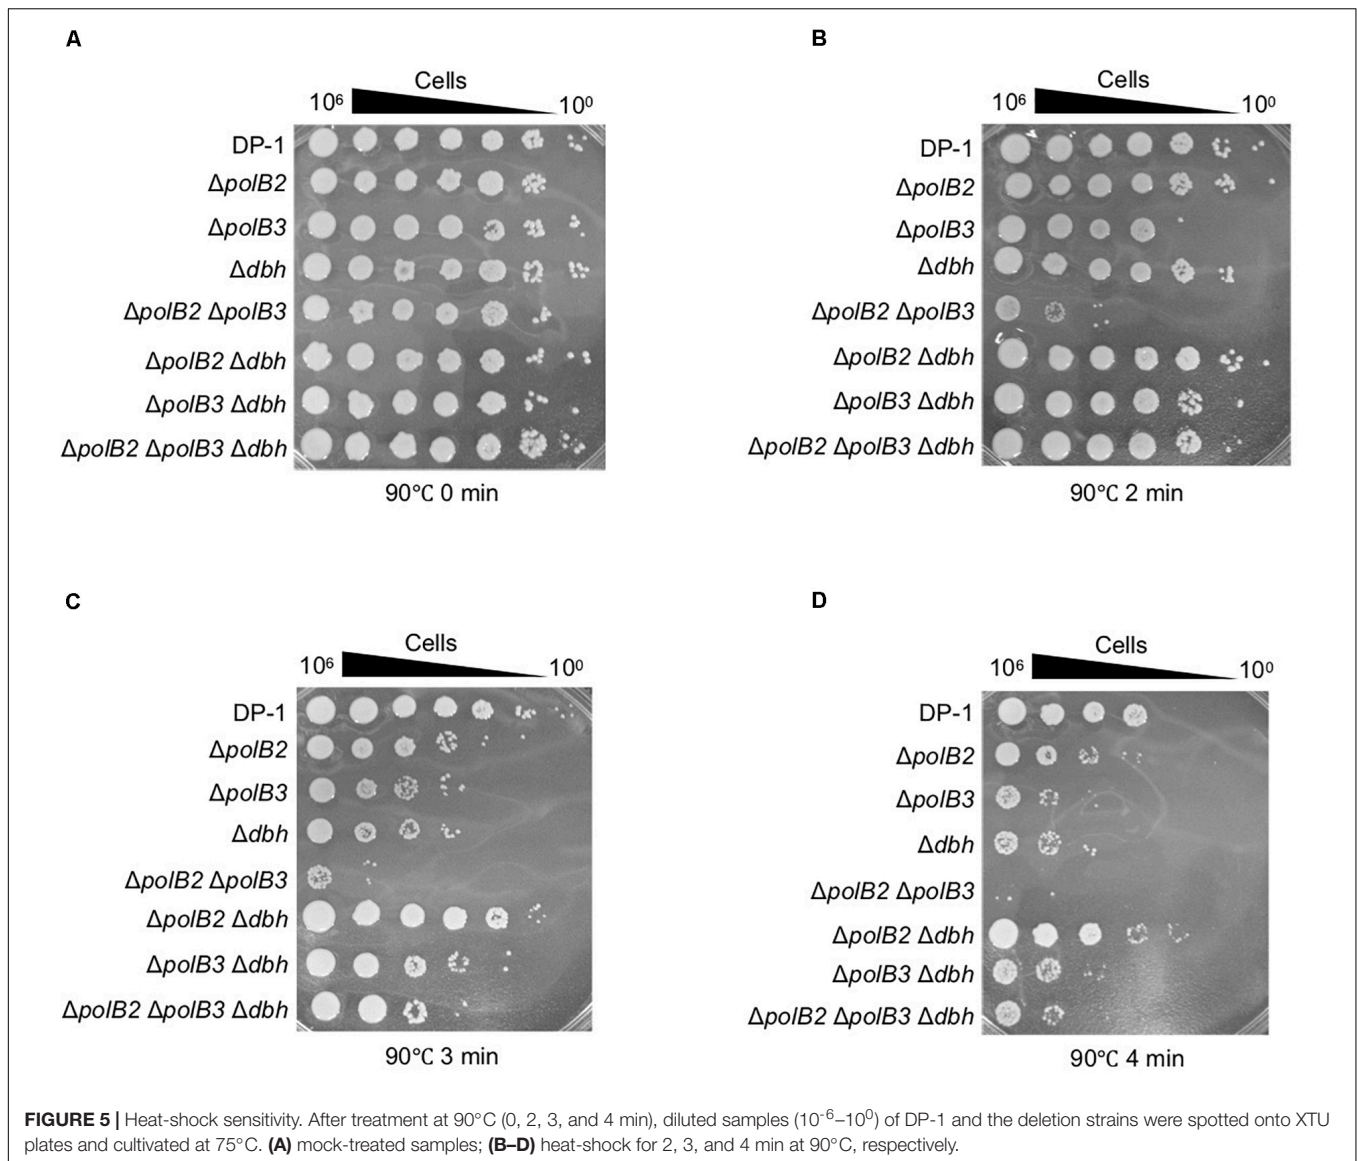 A
Cells
10⁶ 10⁰
DP-1
ΔpolB2
ΔpolB3
Δdbh
ΔpolB2 ΔpolB3
ΔpolB2 Δdbh
ΔpolB3 Δdbh
ΔpolB2 ΔpolB3 Δdbh
90°C 0 min
B
Cells
10⁶ 10⁰
DP-1
ΔpolB2
ΔpolB3
Δdbh
ΔpolB2 ΔpolB3
ΔpolB2 Δdbh
ΔpolB3 Δdbh
ΔpolB2 ΔpolB3 Δdbh
90°C 2 min
C
Cells
10⁶ 10⁰
DP-1
ΔpolB2
ΔpolB3
Δdbh
ΔpolB2 ΔpolB3
ΔpolB2 Δdbh
ΔpolB3 Δdbh
ΔpolB2 ΔpolB3 Δdbh
90°C 3 min
D
Cells
10⁶ 10⁰
DP-1
ΔpolB2
ΔpolB3
Δdbh
ΔpolB2 ΔpolB3
ΔpolB2 Δdbh
ΔpolB3 Δdbh
ΔpolB2 ΔpolB3 Δdbh
90°C 4 min
FIGURE 5 | Heat-shock sensitivity. After treatment at 90°C (0, 2, 3, and 4 min), diluted samples (10⁻⁶–10⁰) of DP-1 and the deletion strains were spotted onto XTU
plates and cultivated at 75°C. (A) mock-treated samples; (B–D) heat-shock for 2, 3, and 4 min at 90°C, respectively.